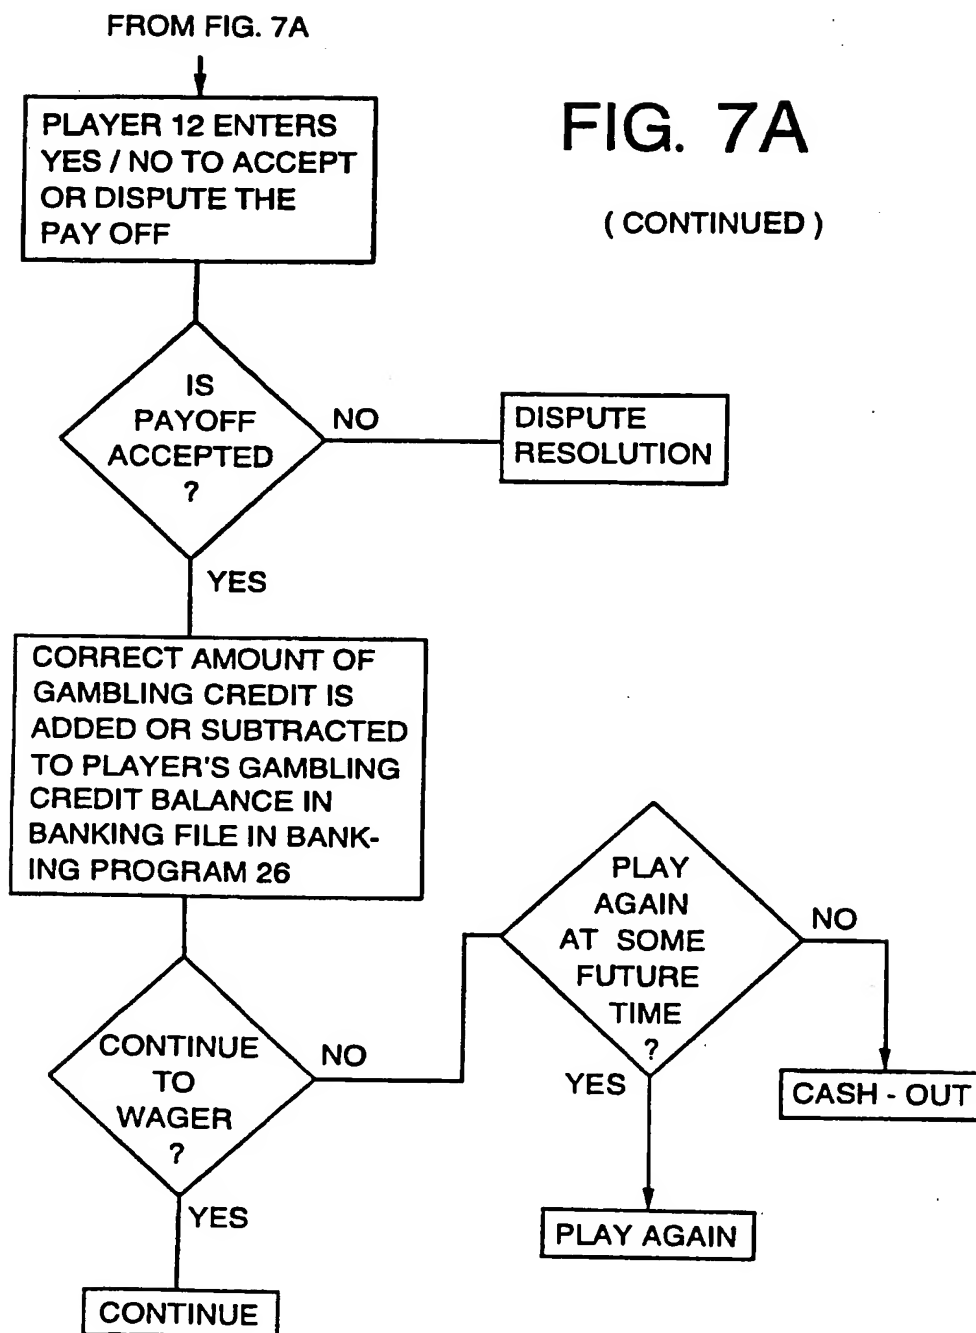 FROM FIG. 7A
FIG. 7A
( CONTINUED )
PLAYER 12 ENTERS
YES / NO TO ACCEPT
OR DISPUTE THE
PAY OFF
IS
PAYOFF
ACCEPTED
?
NO
DISPUTE
RESOLUTION
YES
CORRECT AMOUNT OF
GAMBLING CREDIT IS
ADDED OR SUBTRACTED
TO PLAYER'S GAMBLING
CREDIT BALANCE IN
BANKING FILE IN BANK-
ING PROGRAM 26
CONTINUE
TO
WAGER
?
NO
PLAY
AGAIN
AT SOME
FUTURE
TIME
?
NO
CASH - OUT
YES
PLAY AGAIN
YES
CONTINUE